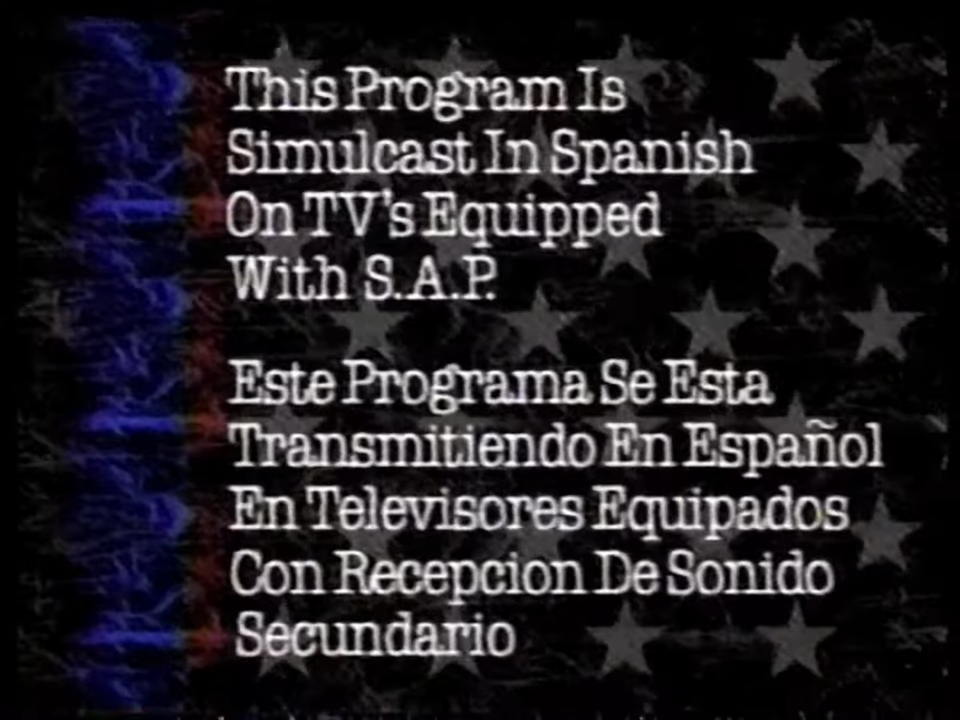 This Program Is
Simulcast In Spanish
On TV's Equipped
With S.A.P.
Este Programa Se Esta
Transmitiendo En Español
En Televisores Equipados
Con Recepcion De Sonido
Secundario